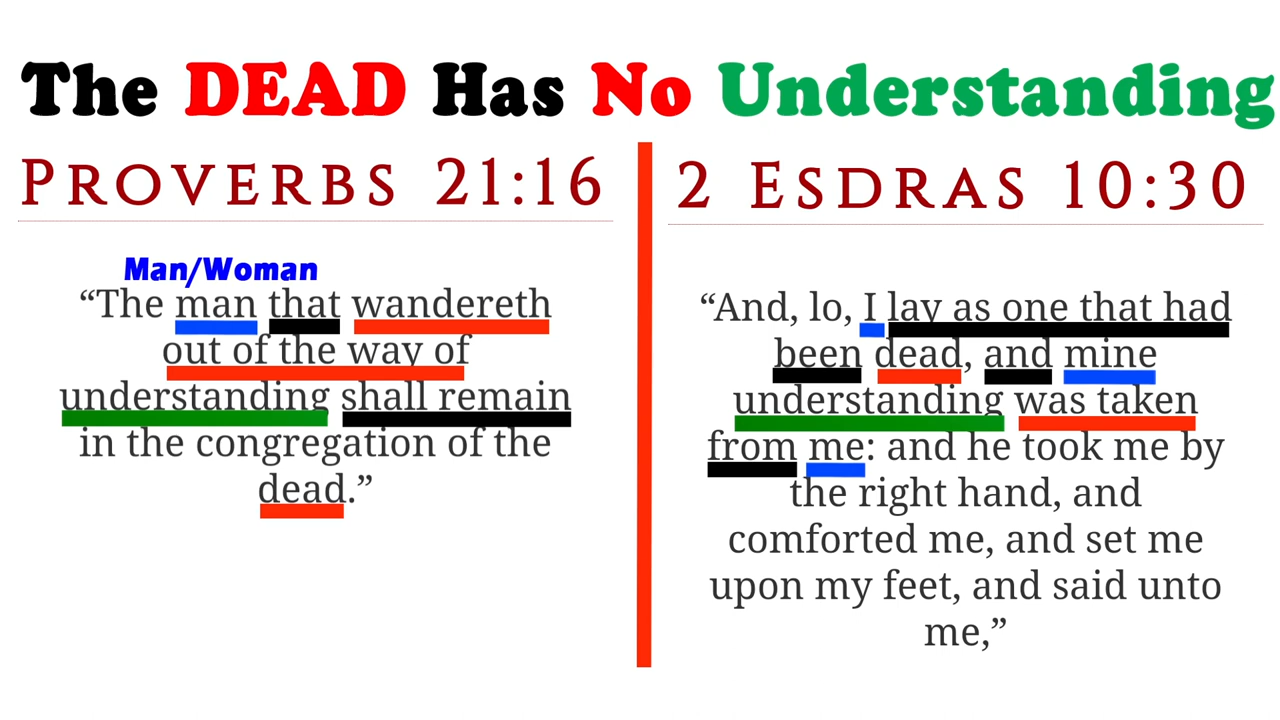 The DEAD Has No Understanding
PROVERBS 21:16
Man/Woman
“The man that wandereth
out of the way of
understanding shall remain
in the congregation of the
dead.”
2 ESDRAS 10:30
“And, lo, I lay as one that had
been dead, and mine
understanding was taken
from me: and he took me by
the right hand, and
comforted me, and set me
upon my feet, and said unto
me,”